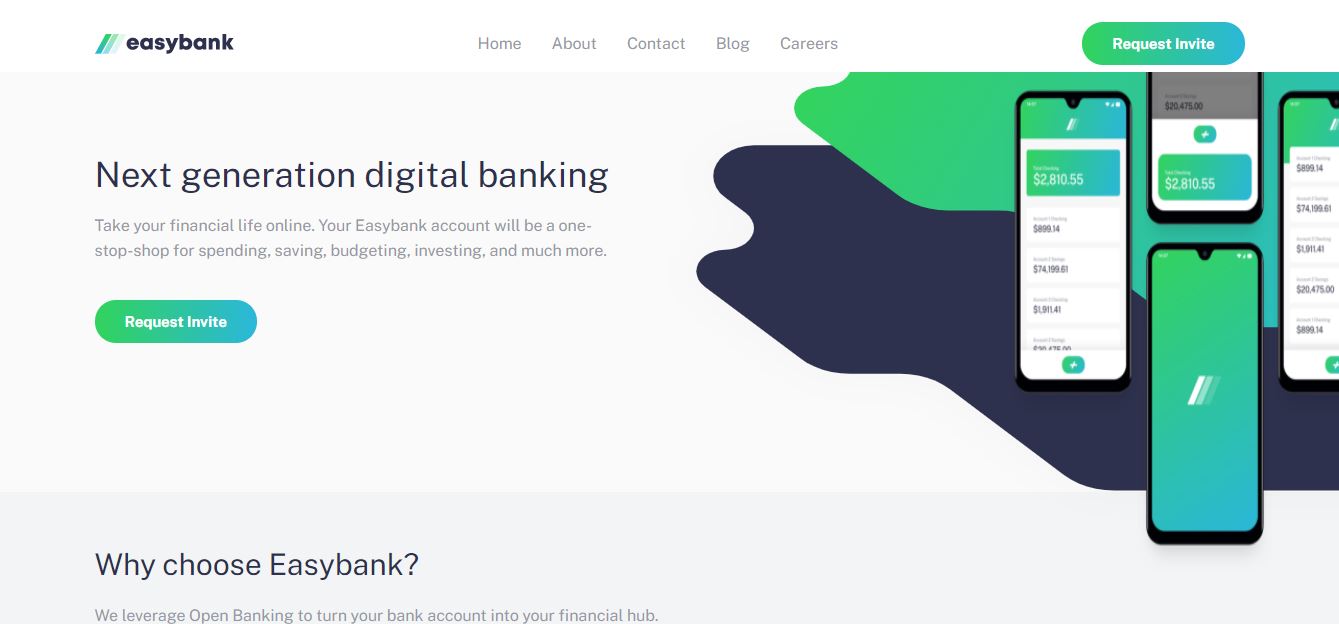 easybank
Home
About
Contact
Blog
Careers
Request Invite
Next generation digital banking
Take your financial life online. Your Easybank account will be a one-
stop-shop for spending, saving, budgeting, investing, and much more.
Request Invite
Total Checking
$2,810.55
Account 1 Checking
$899.14
Account 2 Savings
$74,199.61
Account 3 Checking
$1,911.41
Account 2 Savings
$20,475.00
Account 2 Savings
$20,475.00
Total Checking
$2,810.55
Account 1 Checking
$899.14
Account 2 Savings
$74,199.61
$1,911.41
$20,475.00
$899.14
Why choose Easybank?
We leverage Open Banking to turn your bank account into your financial hub.